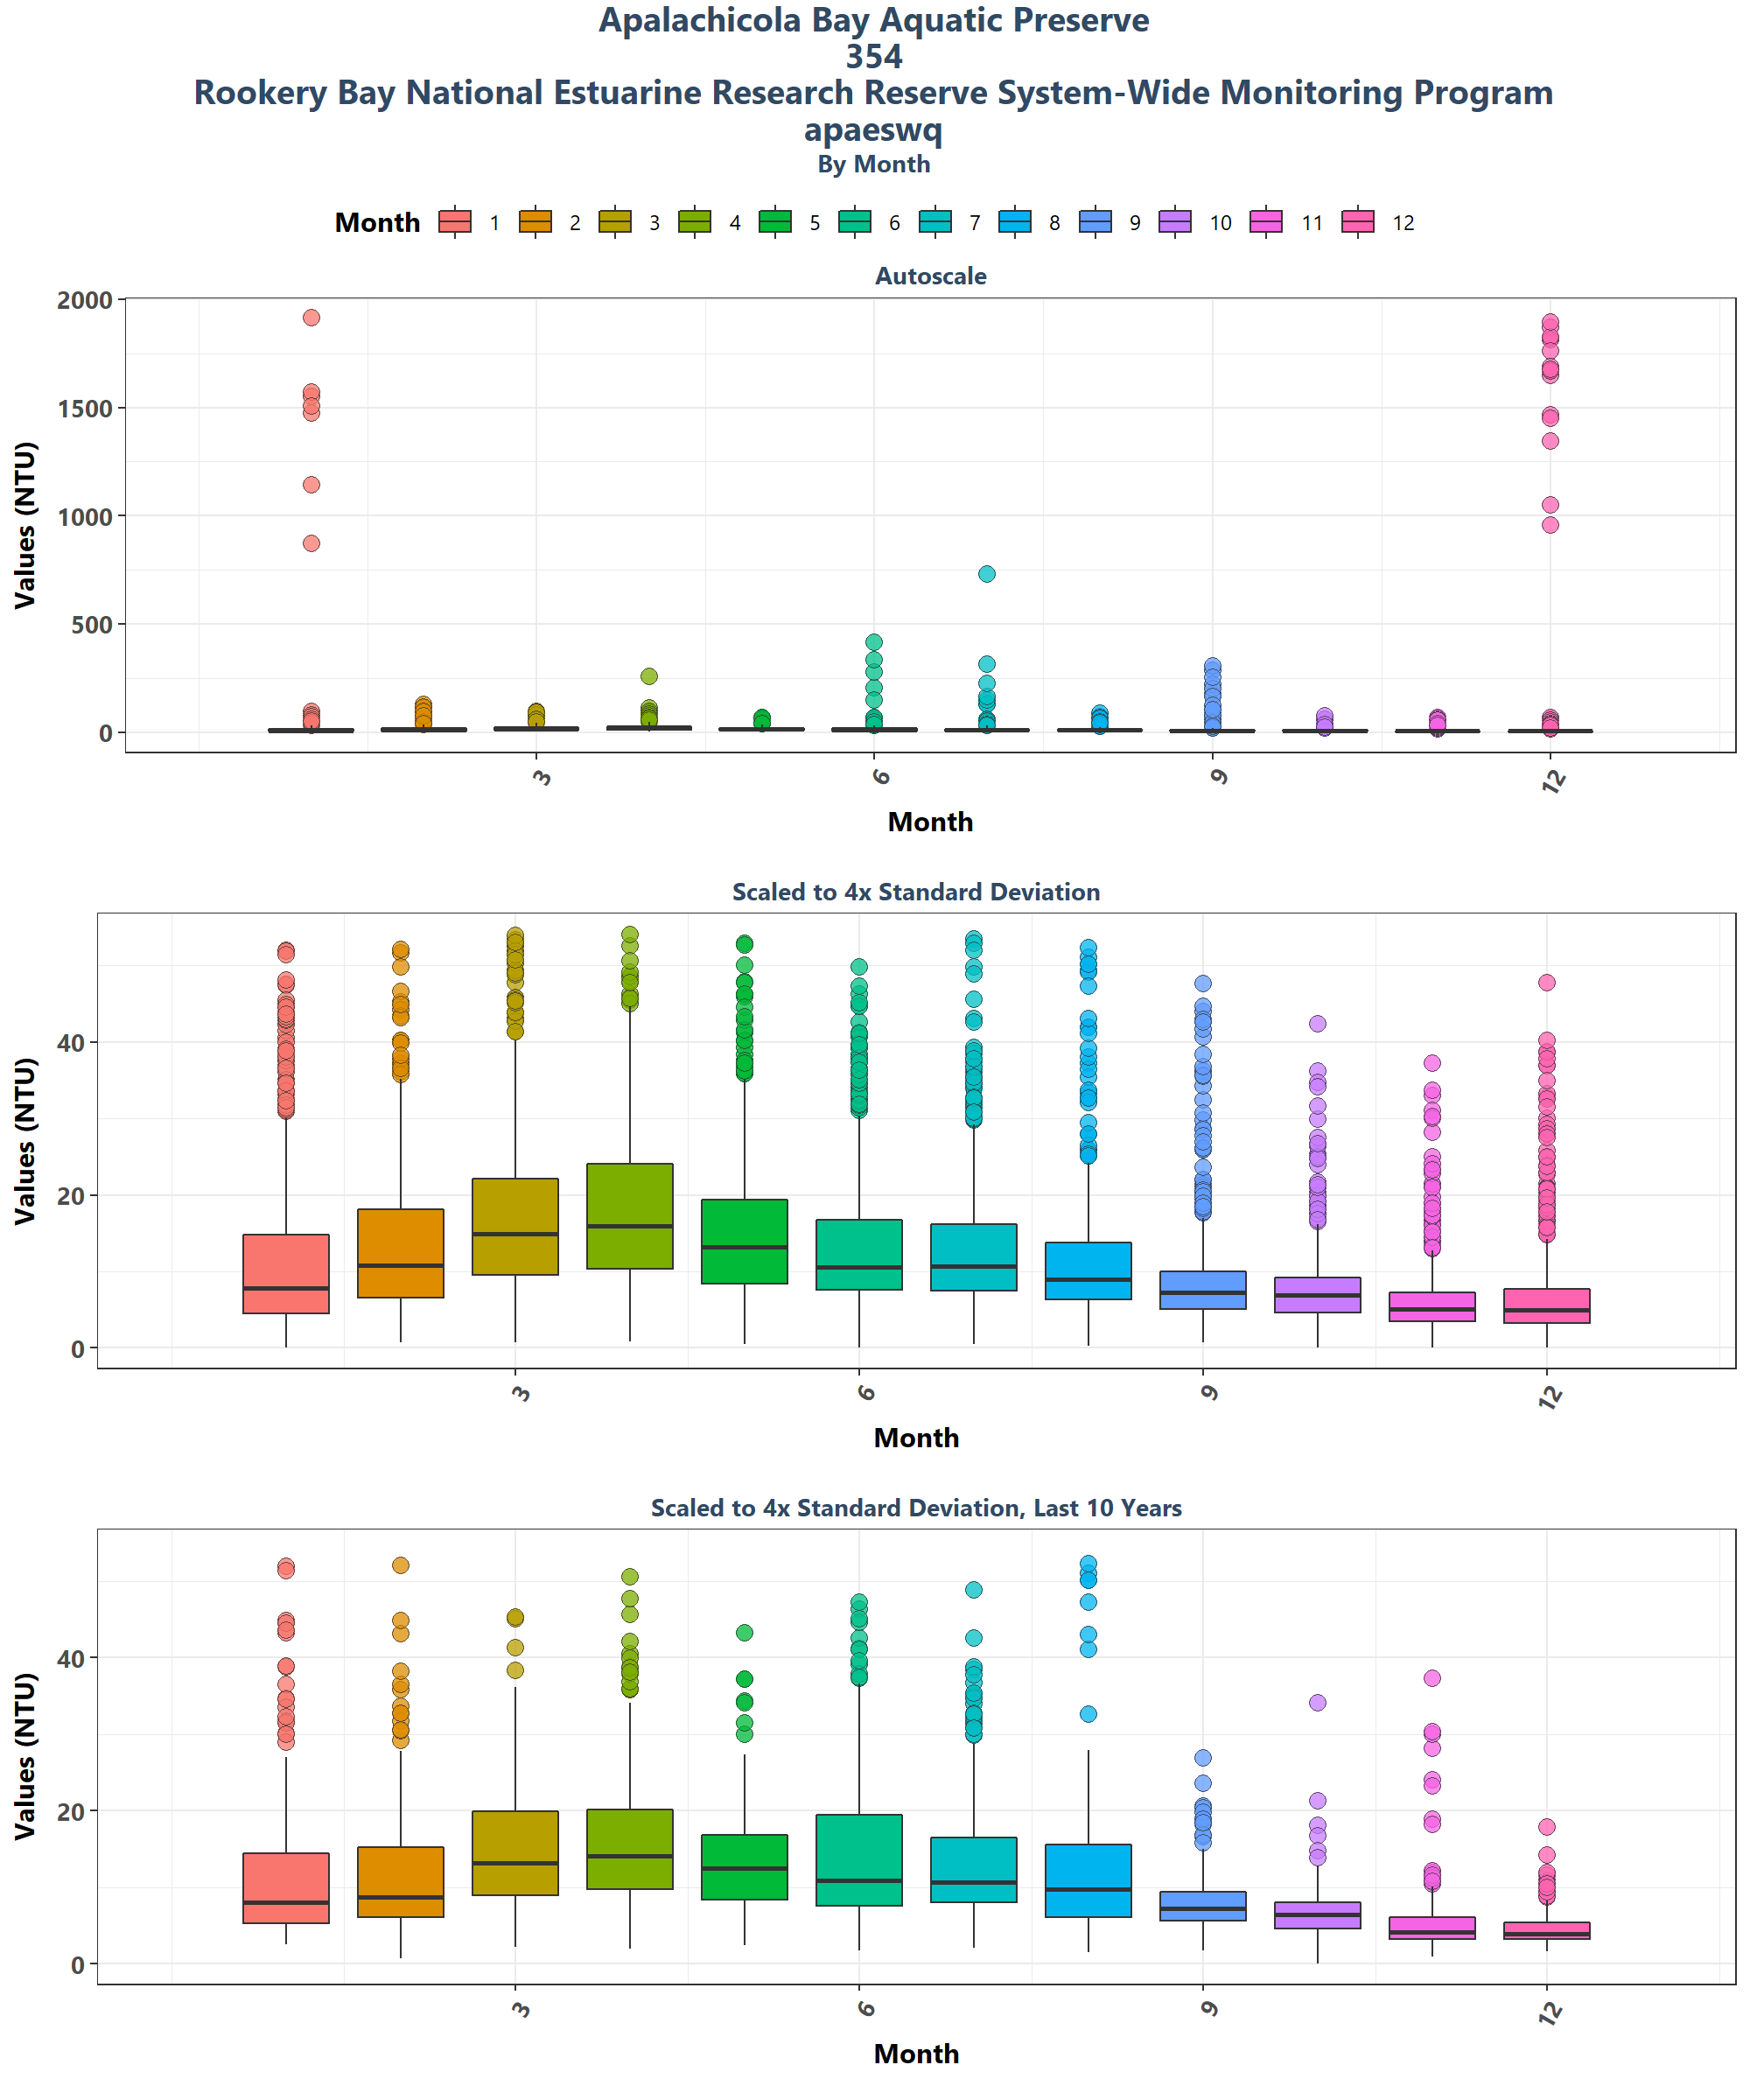 Apalachicola Bay Aquatic Preserve
354
Rookery Bay National Estuarine Research Reserve System-Wide Monitoring Program
apaeswq
By Month
Month 1 2 3 4 5 6 7 8 9 10 11 12
Autoscale
Values (NTU)
2000
1500
1000
500
0
3 6 9 12
Month
Scaled to 4x Standard Deviation
Values (NTU)
40
20
0
3 6 9 12
Month
Scaled to 4x Standard Deviation, Last 10 Years
Values (NTU)
40
20
0
3 6 9 12
Month